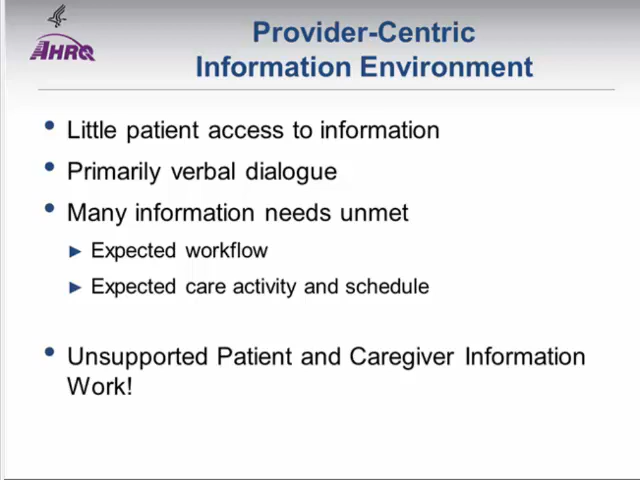 AHRQ
Provider-Centric
Information Environment
• Little patient access to information
• Primarily verbal dialogue
• Many information needs unmet
► Expected workflow
► Expected care activity and schedule
• Unsupported Patient and Caregiver Information
Work!